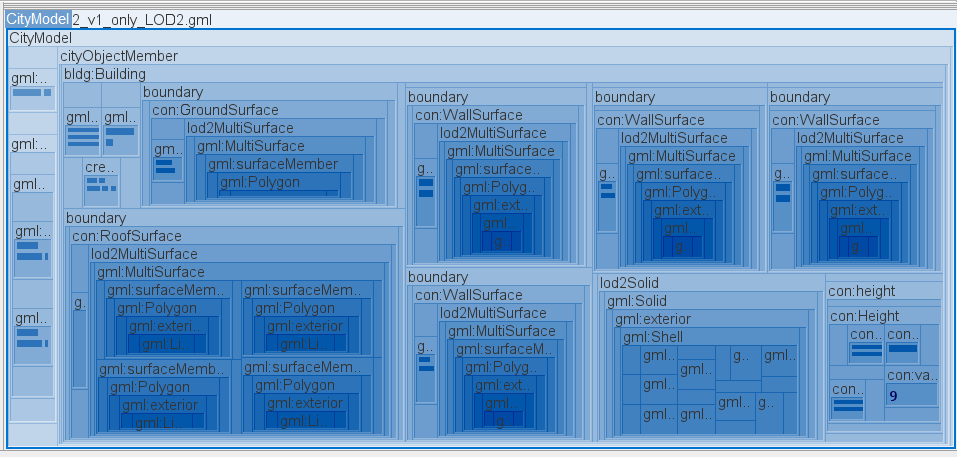 CityModel 2_v1_only_LOD2.gml
CityModel
gml:..
gml:..
gml..
gml:..
gml..
cityObjectMember
bldg:Building
gml..
gml..
cre..
boundary
con:GroundSurface
gm..
lod2MultiSurface
gml:MultiSurface
gml:surfaceMember
gml:Polygon
boundary
con:RoofSurface
g.
lod2MultiSurface
gml:MultiSurface
gml:surfaceMem..
gml:Polygon
gml:exteri..
gml:Li..
gml:surfaceMem..
gml:Polygon
gml:exterior
gml:Li..
gml:surfaceMemb..
gml:Polygon
gml:exterior
gml:Li..
gml:surfaceMem..
gml:Polygon
gml:exterior
gml:Li..
boundary
con:WallSurface
g..
lod2MultiSurface
gml:MultiSurface
gml:surface..
gml:Polyg..
gml:ext..
gml
g.
boundary
con:WallSurface
g..
lod2MultiSurface
gml:MultiSurface
gml:surfaceM..
gml:Polyg..
gml:ext..
gml..
g
boundary
con:WallSurface
g..
lod2MultiSurface
gml:MultiSurface
gml:surface..
gml:Polyg..
gml:ext..
gml..
g
boundary
con:WallSurface
g..
lod2MultiSurface
gml:MultiSurface
gml:surface..
gml:Polyg..
gml:ext..
gml..
g
lod2Solid
gml:Solid
gml:exterior
gml:Shell
gml..
gml..
g..
gml..
gml..
gml..
gml..
gml..
g..
con:height
con:Height
con..
con..
con..
con:va..
9